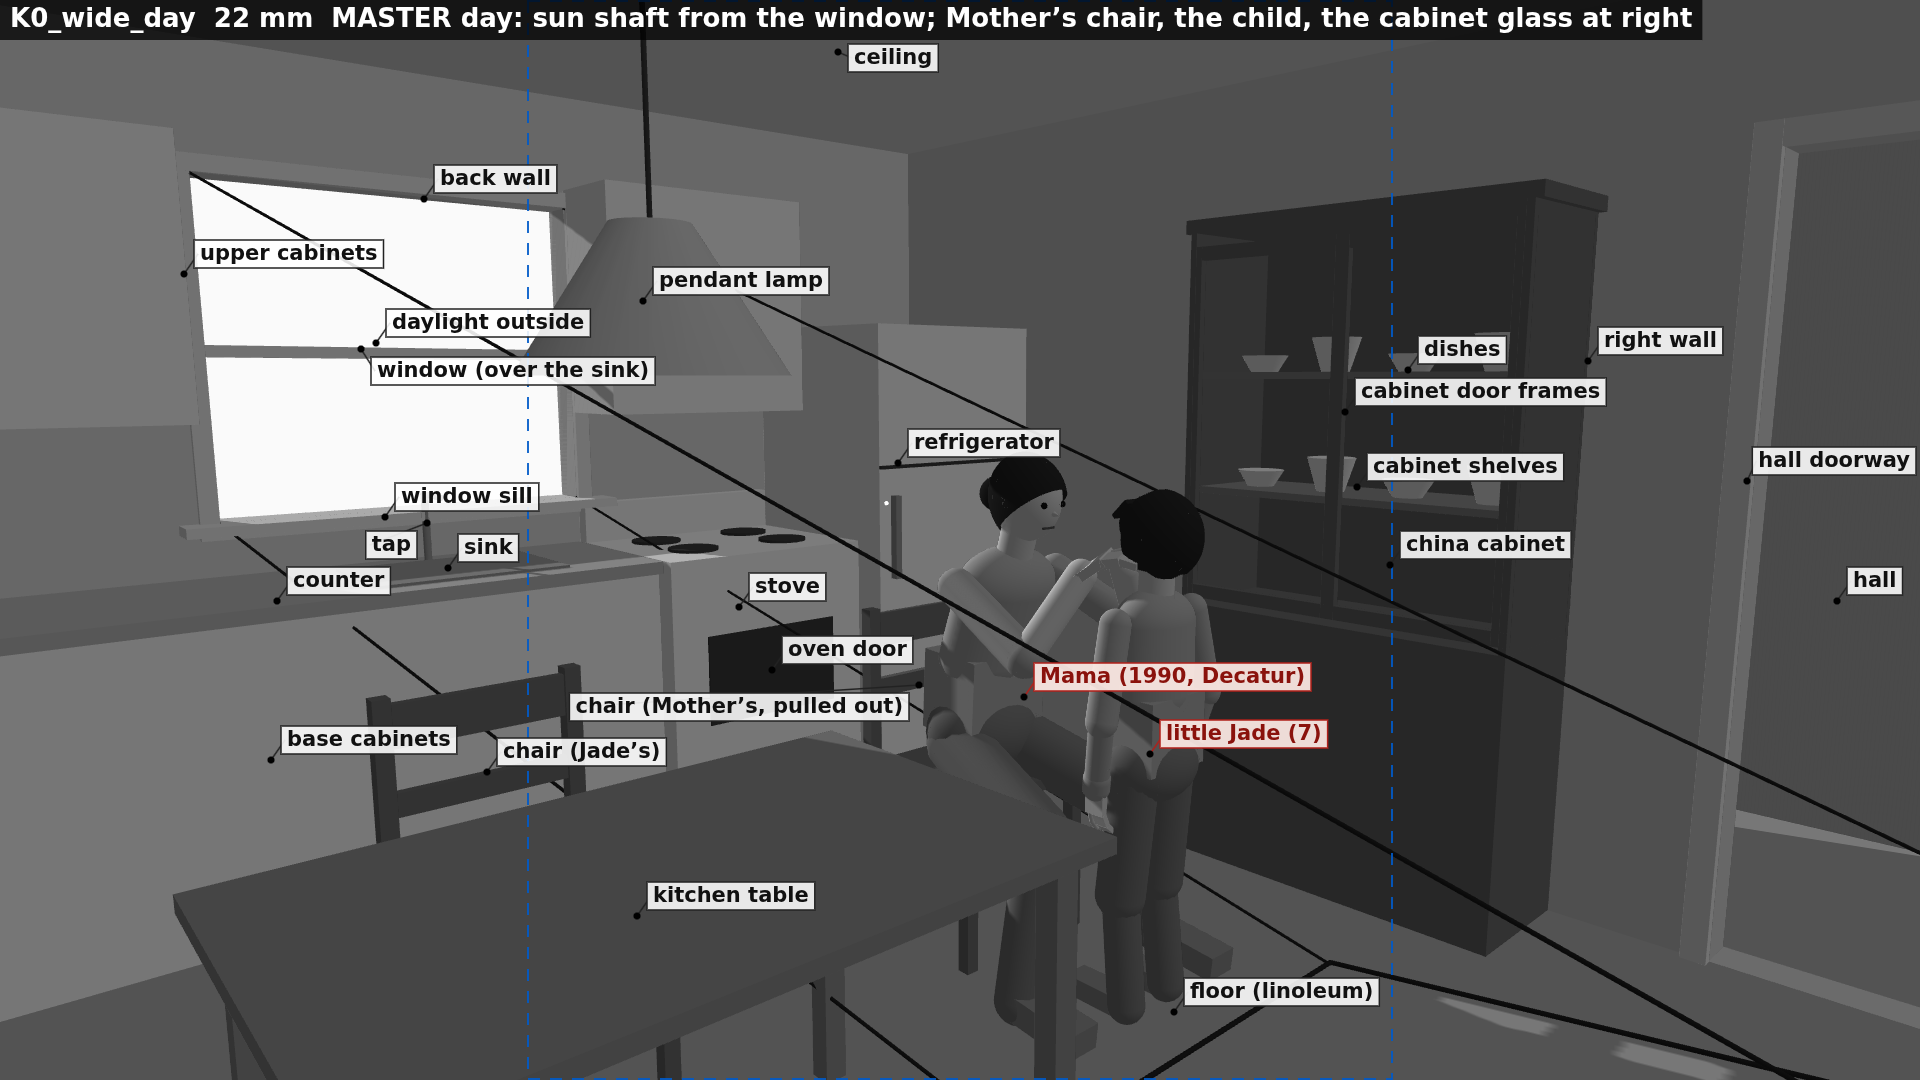 K0_wide_day  22 mm  MASTER day: sun shaft from the window; Mother’s chair, the child, the cabinet glass at right
ceiling
back wall
upper cabinets
pendant lamp
daylight outside
window (over the sink)
dishes
right wall
cabinet door frames
refrigerator
cabinet shelves
hall doorway
window sill
tap
sink
china cabinet
counter
stove
hall
oven door
Mama (1990, Decatur)
chair (Mother’s, pulled out)
little Jade (7)
base cabinets
chair (Jade’s)
kitchen table
floor (linoleum)